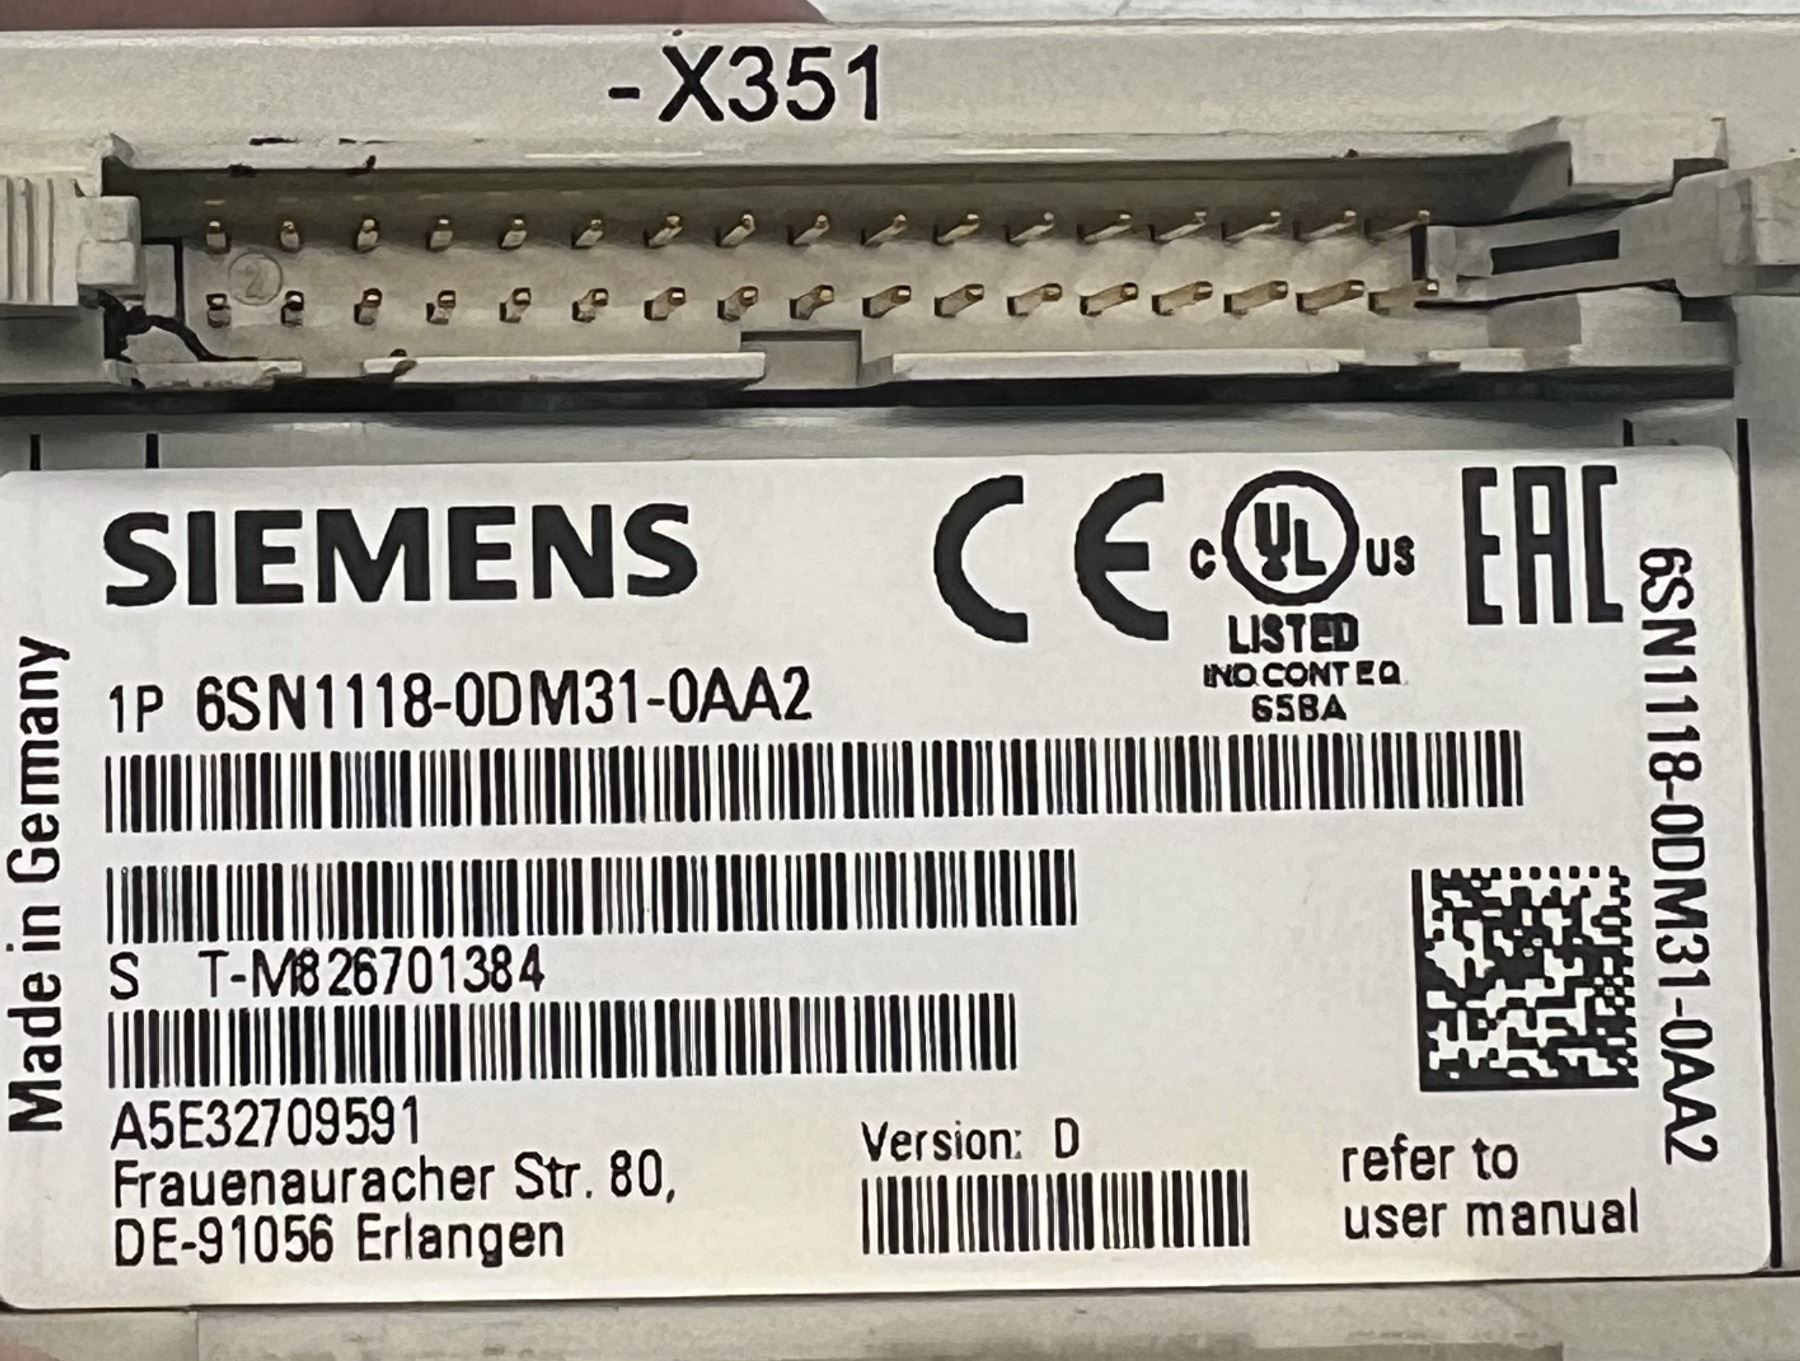 -X351
2
SIEMENS
CE
C UL US
LISTED
IND.CONT EQ
65BA
EAC
1P 6SN1118-0DM31-0AA2
S T-M826701384
A5E32709591
Frauenauracher Str. 80,
DE-91056 Erlangen
Version: D
refer to
user manual
Made in Germany
6SN1118-0DM31-0AA2